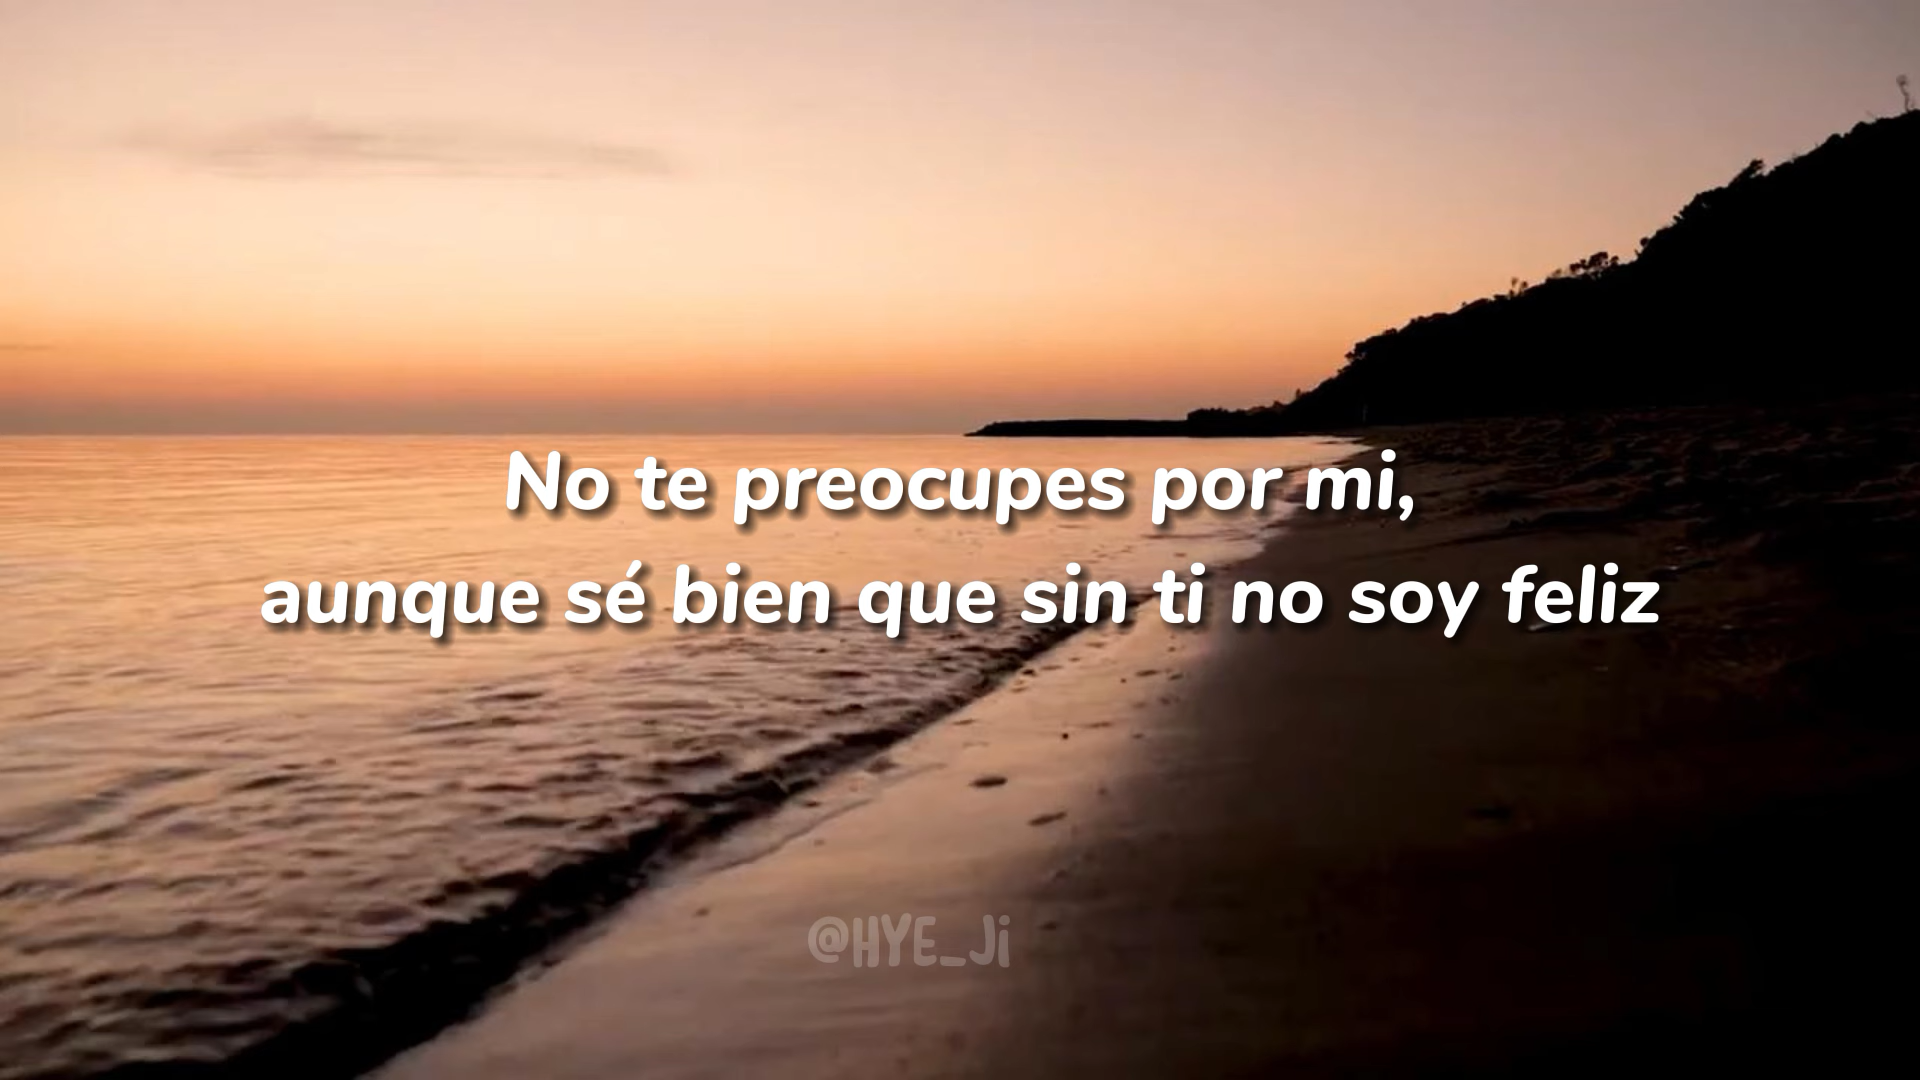 No te preocupes por mi,
aunque sé bien que sin ti no soy feliz
@HYE_Ji